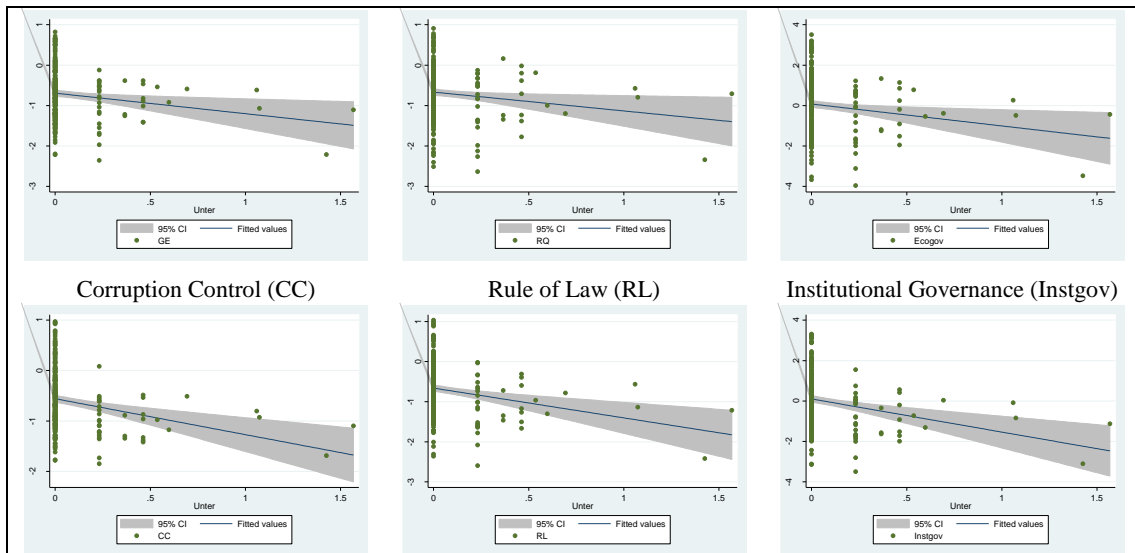 1
0
-1
-2
-3
0
.5
1
1.5
Unter
95% CI
Fitted values
GE
1
0
-1
-2
-3
0
.5
1
1.5
Unter
95% CI
Fitted values
RQ
4
2
0
-2
-4
0
.5
1
1.5
Unter
95% CI
Fitted values
Ecogov
Corruption Control (CC)
Rule of Law (RL)
Institutional Governance (Instgov)
1
0
-1
-2
0
.5
1
1.5
Unter
95% CI
Fitted values
CC
1
0
-1
-2
-3
0
.5
1
1.5
Unter
95% CI
Fitted values
RL
4
2
0
-2
-4
0
.5
1
1.5
Unter
95% CI
Fitted values
Instgov